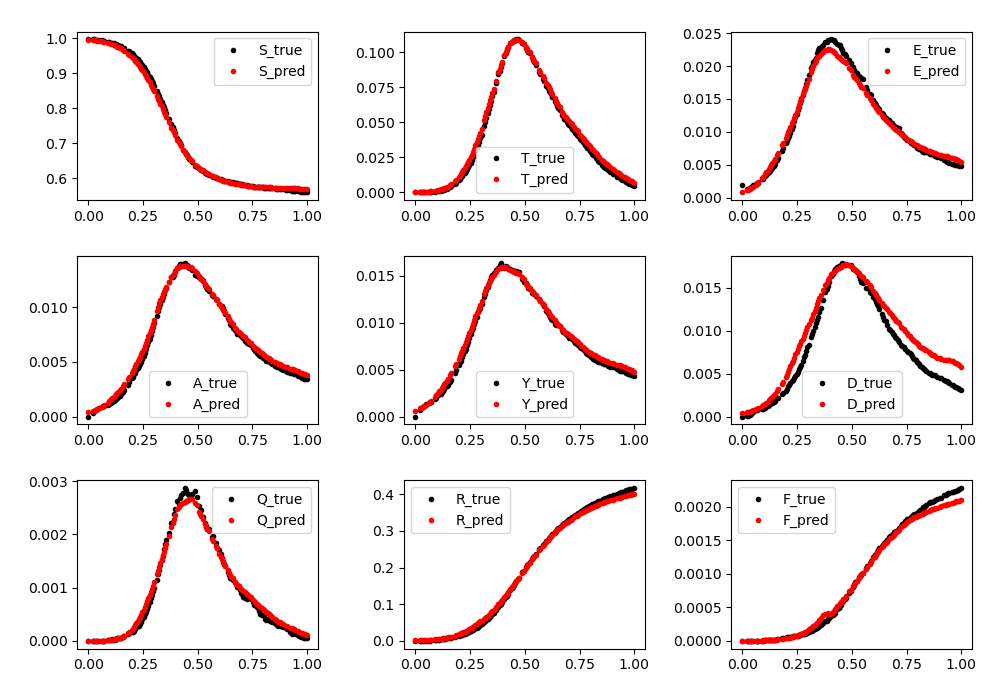 1.0
0.9
0.8
0.7
0.6
S_true
S_pred
0.00 0.25 0.50 0.75 1.00
0.100
0.075
0.050
0.025
0.000
T_true
T_pred
0.00 0.25 0.50 0.75 1.00
0.025
0.020
0.015
0.010
0.005
0.000
E_true
E_pred
0.00 0.25 0.50 0.75 1.00
0.010
0.005
0.000
A_true
A_pred
0.00 0.25 0.50 0.75 1.00
0.015
0.010
0.005
0.000
Y_true
Y_pred
0.00 0.25 0.50 0.75 1.00
0.015
0.010
0.005
0.000
D_true
D_pred
0.00 0.25 0.50 0.75 1.00
0.003
0.002
0.001
0.000
Q_true
Q_pred
0.00 0.25 0.50 0.75 1.00
0.4
0.3
0.2
0.1
0.0
R_true
R_pred
0.00 0.25 0.50 0.75 1.00
0.0020
0.0015
0.0010
0.0005
0.0000
F_true
F_pred
0.00 0.25 0.50 0.75 1.00